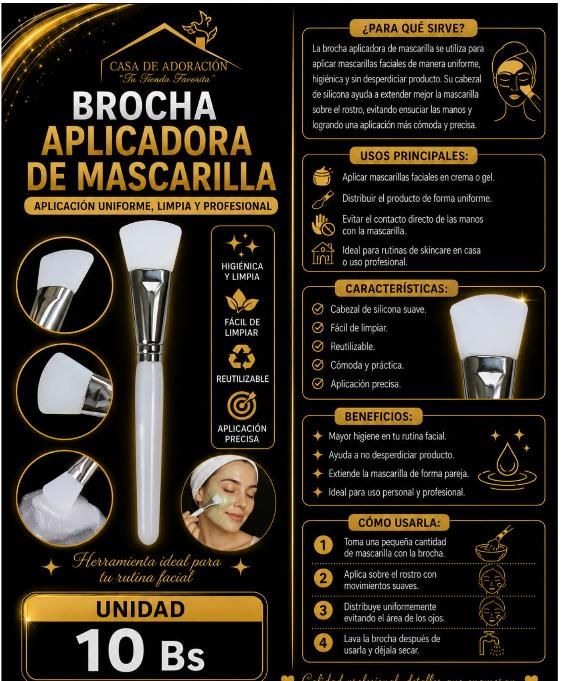 CASA DE ADORACIÓN
"Tu Tienda Favorita"
BROCHA
APLICADORA
DE MASCARILLA
APLICACIÓN UNIFORME, LIMPIA Y PROFESIONAL
HIGIÉNICA
Y LIMPIA
FÁCIL DE
LIMPIAR
REUTILIZABLE
APLICACIÓN
PRECISA
Herramienta ideal para
tu rutina facial
UNIDAD
10 Bs
¿PARA QUÉ SIRVE?
La brocha aplicadora de mascarilla se utiliza para
aplicar mascarillas faciales de manera uniforme,
higiénica y sin desperdiciar producto. Su cabezal
de silicona ayuda a extender mejor la mascarilla
sobre el rostro, evitando ensuciar las manos y
logrando una aplicación más cómoda y precisa.
USOS PRINCIPALES:
Aplicar mascarillas faciales en crema o gel.
Distribuir el producto de forma uniforme.
Evitar el contacto directo de las manos
con la mascarilla.
Ideal para rutinas de skincare en casa
o uso profesional.
CARACTERÍSTICAS:
Cabezal de silicona suave.
Fácil de limpiar.
Reutilizable.
Cómoda y práctica.
Aplicación precisa.
BENEFICIOS:
Mayor higiene en tu rutina facial.
Ayuda a no desperdiciar producto.
Extiende la mascarilla de forma pareja.
Ideal para uso personal y profesional.
CÓMO USARLA:
1 Toma una pequeña cantidad
de mascarilla con la brocha.
2 Aplica sobre el rostro con
movimientos suaves.
3 Distribuye uniformemente
evitando el área de los ojos.
4 Lava la brocha después de
usarla y déjala secar.